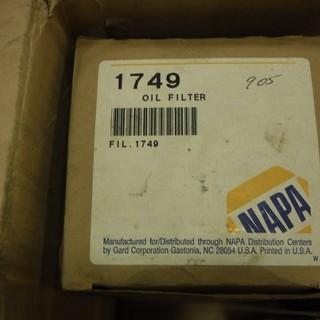 1749
905
OIL FILTER
FIL.1749
NAPA
Manufactured for/Distributed through NAPA Distribution Centers
by Gard Corporation Gastonia, NC 28054 U.S.A. Printed in U.S.A.
W